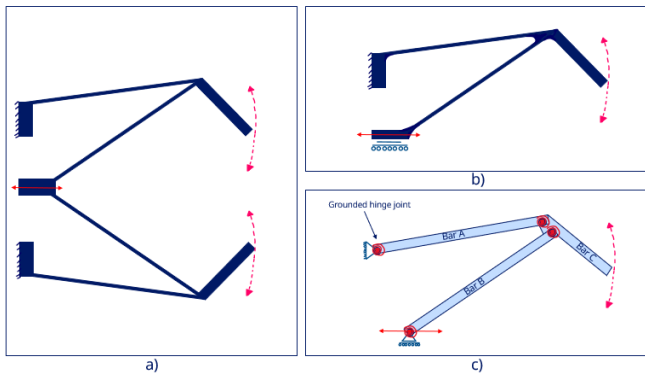 b)
Grounded hinge joint
Bar A
Bar B
Bar C
a)
c)